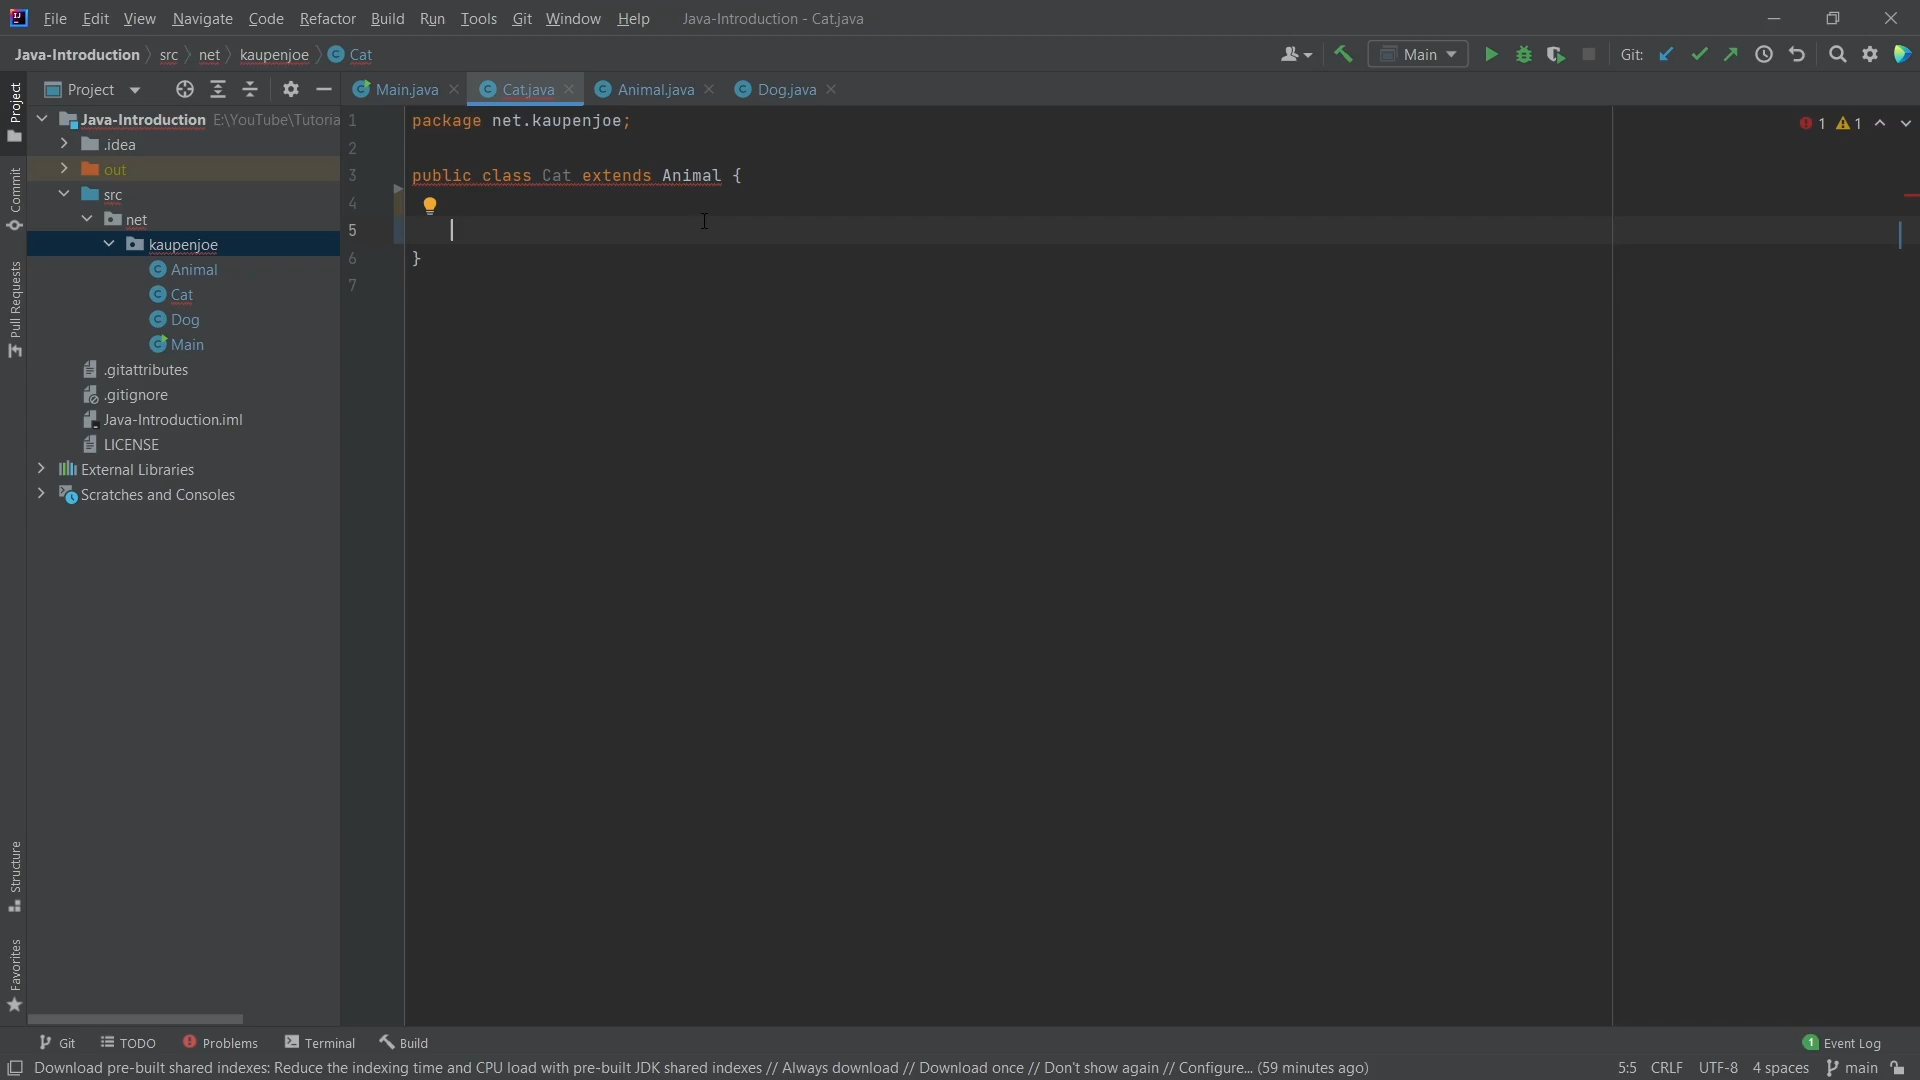 File Edit View Navigate Code Refactor Build Run Tools Git Window Help Java-Introduction - Cat.java
Java-Introduction src net kaupenjoe Cat Main Git:
Project Main.java Cat.java Animal.java Dog.java
Java-Introduction E:\YouTube\Tutoria
.idea
out
src
net
kaupenjoe
Animal
Cat
Dog
Main
.gitattributes
.gitignore
Java-Introduction.iml
LICENSE
External Libraries
Scratches and Consoles
Project
Commit
Pull Requests
Structure
Favorites
1 package net.kaupenjoe;
2
3 public class Cat extends Animal {
4
5
6 }
7
1 1
Git TODO Problems Terminal Build 1 Event Log
Download pre-built shared indexes: Reduce the indexing time and CPU load with pre-built JDK shared indexes // Always download // Download once // Don't show again // Configure... (59 minutes ago) 5:5 CRLF UTF-8 4 spaces main